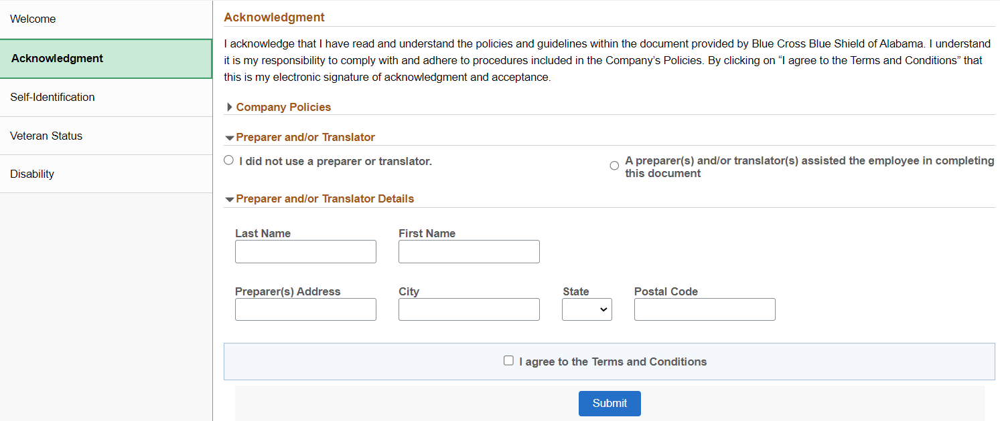 Welcome
Acknowledgment
Self-Identification
Veteran Status
Disability
Acknowledgment
I acknowledge that I have read and understand the policies and guidelines within the document provided by Blue Cross Blue Shield of Alabama. I understand
it is my responsibility to comply with and adhere to procedures included in the Company’s Policies. By clicking on “I agree to the Terms and Conditions” that
this is my electronic signature of acknowledgment and acceptance.
Company Policies
Preparer and/or Translator
I did not use a preparer or translator.
A preparer(s) and/or translator(s) assisted the employee in completing
this document
Preparer and/or Translator Details
Last Name First Name
Preparer(s) Address City State Postal Code
I agree to the Terms and Conditions
Submit